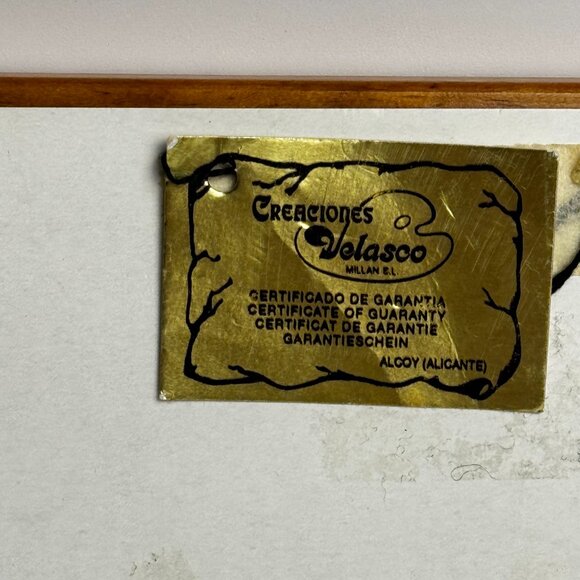 CREACIONES
Velasco
MILLAN S.L.
CERTIFICADO DE GARANTIA
CERTIFICATE OF GUARANTY
CERTIFICAT DE GARANTIE
GARANTIESCHEIN
ALCOY (ALICANTE)